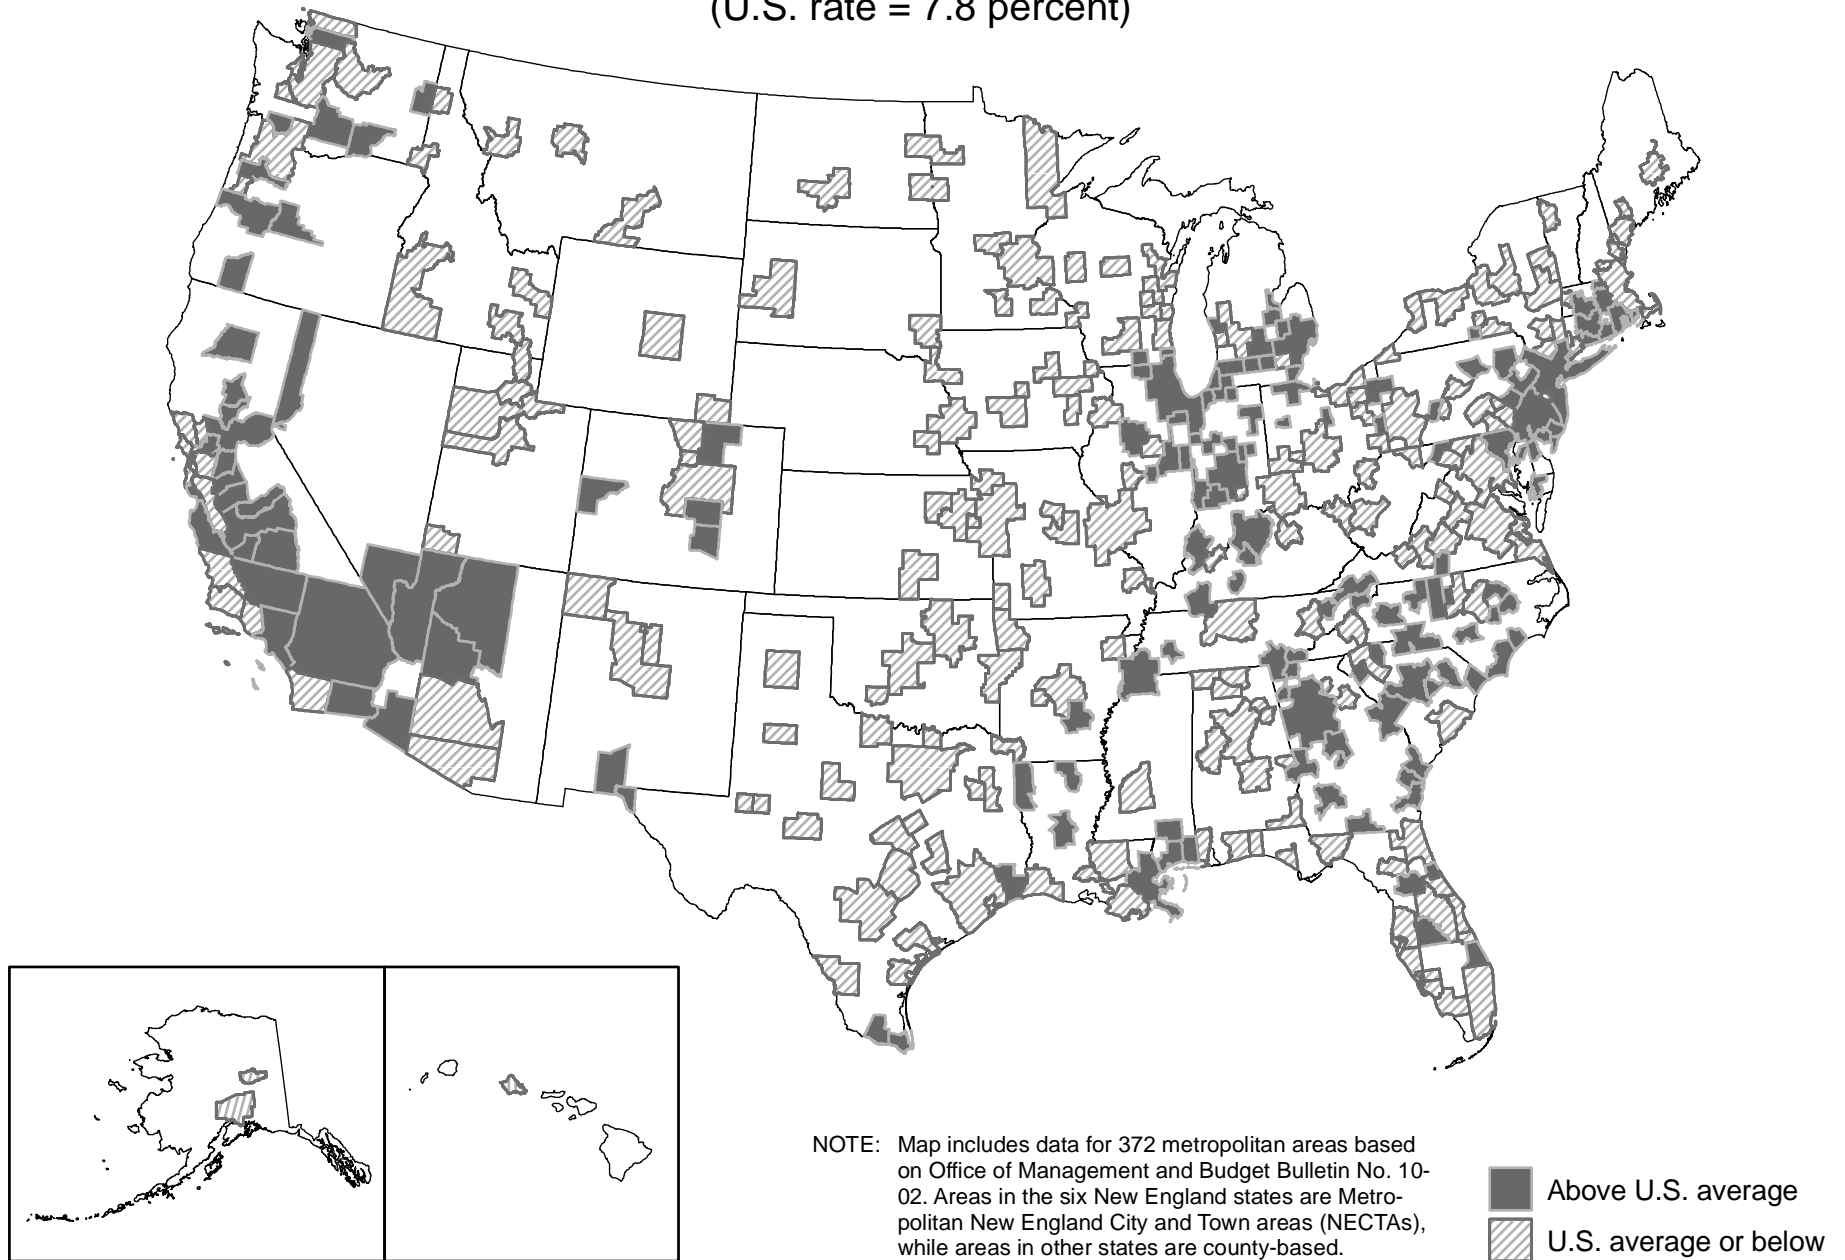 (U.S. rate = 7.8 percent)
NOTE: Map includes data for 372 metropolitan areas based
on Office of Management and Budget Bulletin No. 10-
02. Areas in the six New England states are Metro-
politan New England City and Town areas (NECTAs),
while areas in other states are county-based.
Above U.S. average
U.S. average or below